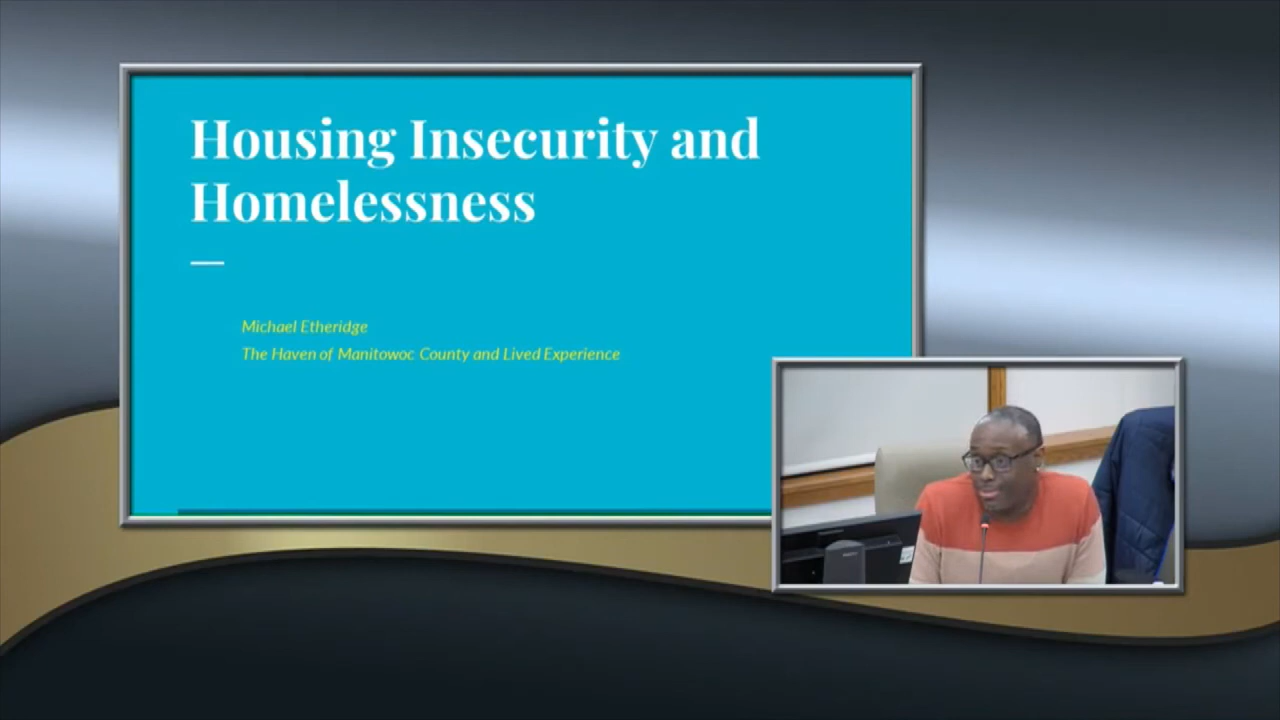 Housing Insecurity and
Homelessness
Michael Etheridge
The Haven of Manitowoc County and Lived Experience